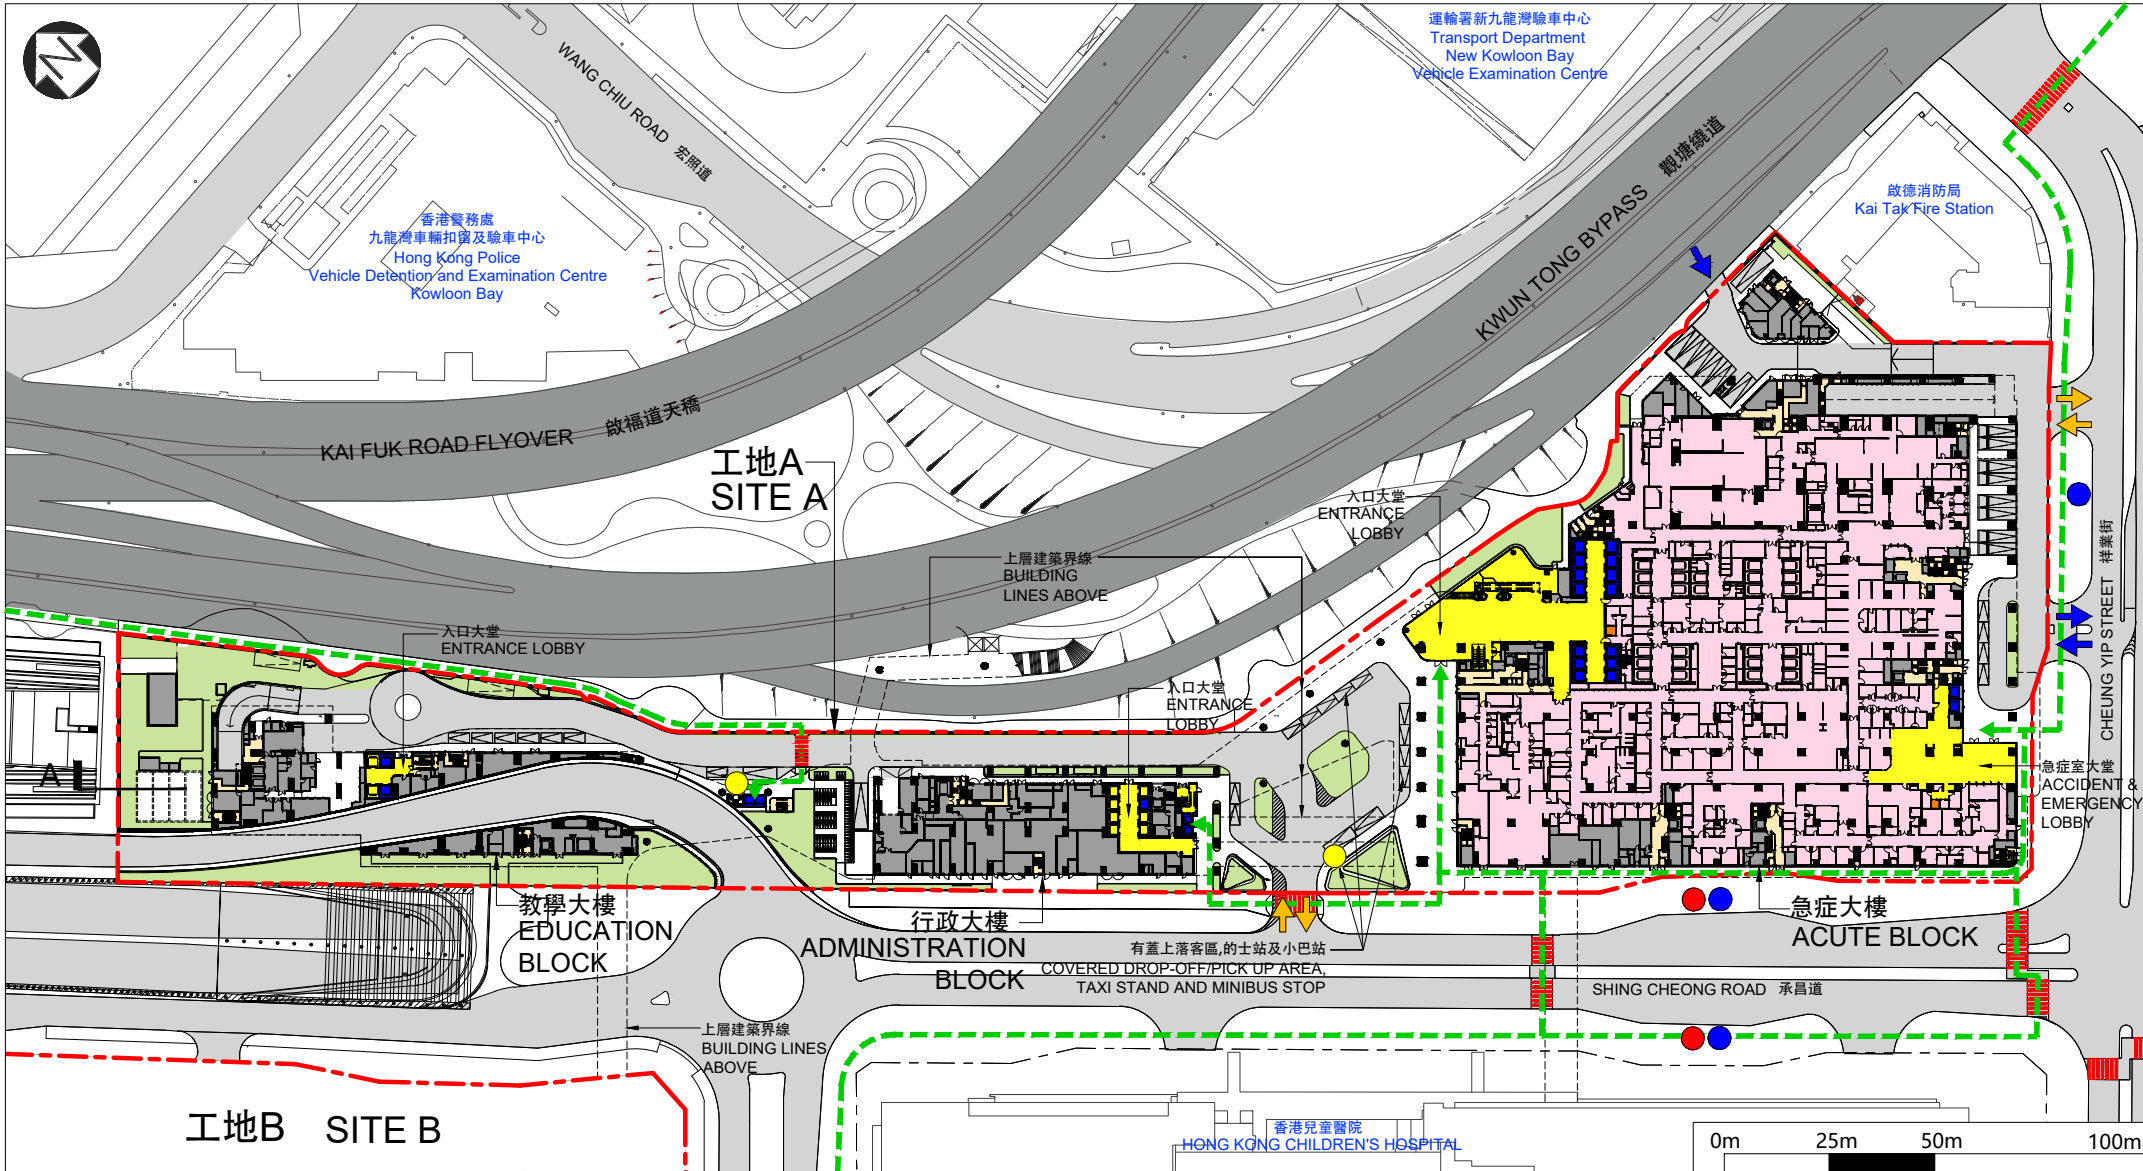 N
運輸署新九龍灣驗車中心
Transport Department
New Kowloon Bay
Vehicle Examination Centre
WANG CHIU ROAD 宏照道
香港警務處
九龍灣車輛扣留及驗車中心
Hong Kong Police
Vehicle Detention and Examination Centre
Kowloon Bay
KWUN TONG BYPASS 觀塘繞道
啟德消防局
Kai Tak Fire Station
KAI FUK ROAD FLYOVER 啟福道天橋
工地A
SITE A
入口大堂
ENTRANCE
LOBBY
上層建築界線
BUILDING
LINES ABOVE
CHEUNG YIP STREET 祥業街
入口大堂
ENTRANCE LOBBY
入口大堂
ENTRANCE
LOBBY
A
急症室大堂
ACCIDENT &
EMERGENCY
LOBBY
教學大樓
EDUCATION
BLOCK
行政大樓
ADMINISTRATION
BLOCK
有蓋上落客區,的士站及小巴站
COVERED DROP-OFF/PICK UP AREA,
TAXI STAND AND MINIBUS STOP
急症大樓
ACUTE BLOCK
SHING CHEONG ROAD 承昌道
上層建築界線
BUILDING LINES
ABOVE
工地B SITE B
香港兒童醫院
HONG KONG CHILDREN'S HOSPITAL
0m 25m 50m 100m